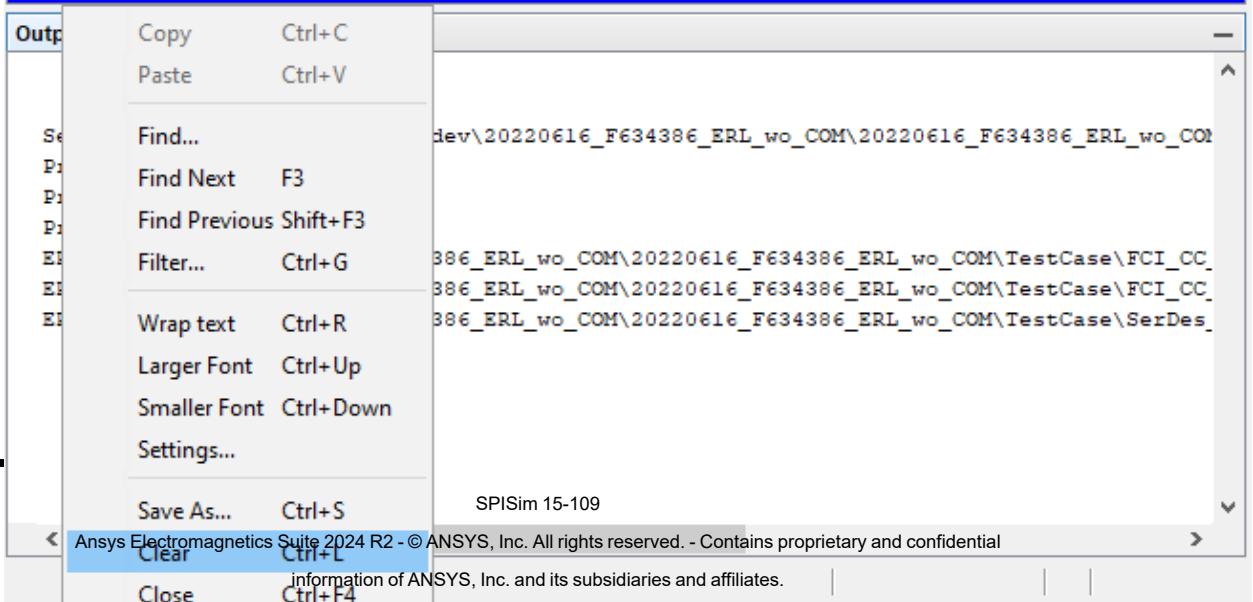 Outp
Copy Ctrl+C
Paste Ctrl+V
Find...
dev\20220616_F634386_ERL_wo_COM\20220616_F634386_ERL_wo_COM
Find Next F3
Find Previous Shift+F3
Filter... Ctrl+G
386_ERL_wo_COM\20220616_F634386_ERL_wo_COM\TestCase\FCI_CC_
386_ERL_wo_COM\20220616_F634386_ERL_wo_COM\TestCase\FCI_CC_
Wrap text Ctrl+R
386_ERL_wo_COM\20220616_F634386_ERL_wo_COM\TestCase\SerDes_
Larger Font Ctrl+Up
Smaller Font Ctrl+Down
Settings...
SPISim 15-109
Save As... Ctrl+S
Ansys Electromagnetics Suite 2024 R2 - © ANSYS, Inc. All rights reserved. - Contains proprietary and confidential
Clear Ctrl+L
information of ANSYS, Inc. and its subsidiaries and affiliates.
Close Ctrl+F4